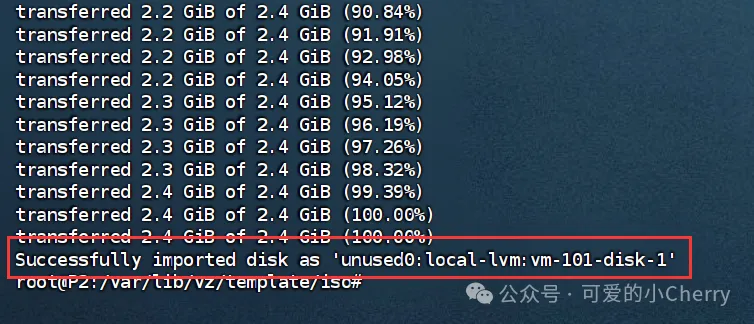 transferred 2.2 GiB of 2.4 GiB (90.84%)
transferred 2.2 GiB of 2.4 GiB (91.91%)
transferred 2.2 GiB of 2.4 GiB (92.98%)
transferred 2.2 GiB of 2.4 GiB (94.05%)
transferred 2.3 GiB of 2.4 GiB (95.12%)
transferred 2.3 GiB of 2.4 GiB (96.19%)
transferred 2.3 GiB of 2.4 GiB (97.26%)
transferred 2.3 GiB of 2.4 GiB (98.32%)
transferred 2.4 GiB of 2.4 GiB (99.39%)
transferred 2.4 GiB of 2.4 GiB (100.00%)
transferred 2.4 GiB of 2.4 GiB (100.00%)
Successfully imported disk as 'unused0:local-lvm:vm-101-disk-1'
root@P2:/var/lib/vz/template/iso#
公众号 · 可爱的小Cherry